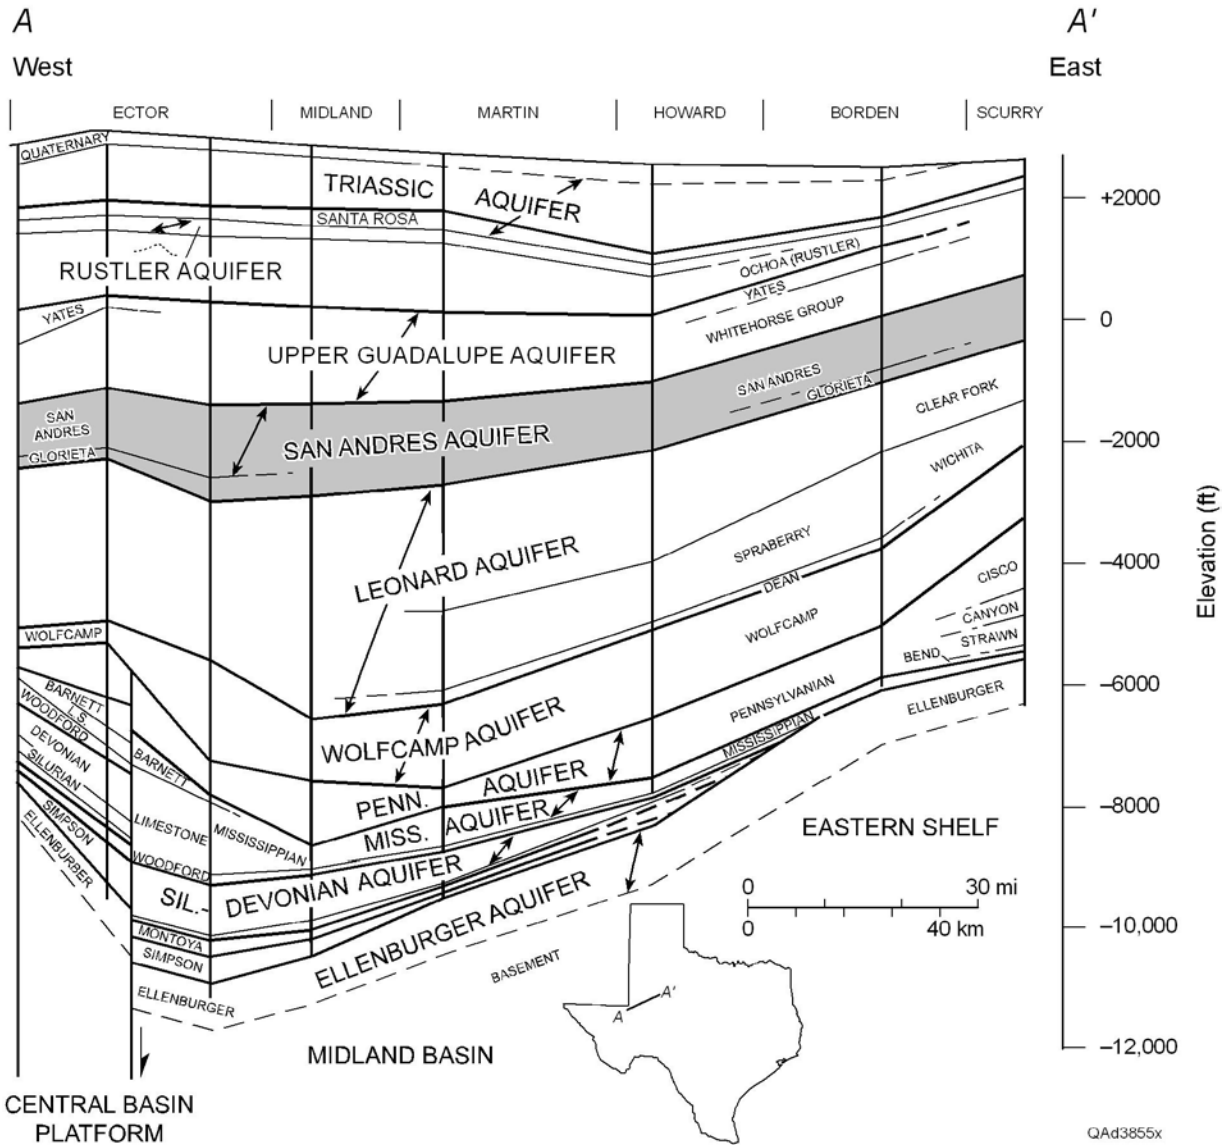 A
A'
West
East
ECTOR
MIDLAND
MARTIN
HOWARD
BORDEN
SCURRY
QUATERNARY
TRIASSIC
AQUIFER
+2000
SANTA ROSA
RUSTLER AQUIFER
OCHOA (RUSTLER)
YATES
YATES
0
WHITEHORSE GROUP
UPPER GUADALUPE AQUIFER
SAN ANDRES
GLORIETA
CLEAR FORK
SAN
ANDRES
GLORIETA
SAN ANDRES AQUIFER
−2000
WICHITA
Elevation (ft)
LEONARD AQUIFER
SPRABERRY
DEAN
−4000
CISCO
CANYON
STRAWN
BEND
WOLFCAMP
WOLFCAMP
−6000
BARNETT
L.S.
WOODFORD
DEVONIAN
SILURIAN
SIMPSON
ELLENBURGER
BARNETT
LIMESTONE
MISSISSIPPIAN
WOODFORD
WOLFCAMP AQUIFER
PENNSYLVANIAN
MISSISSIPPIAN
ELLENBURGER
PENN. AQUIFER
MISS. AQUIFER
−8000
EASTERN SHELF
SIL.- DEVONIAN AQUIFER
0
30 mi
0
40 km
−10,000
MONTOYA
SIMPSON
ELLENBURGER
ELLENBURGER AQUIFER
BASEMENT
A
A'
MIDLAND BASIN
−12,000
CENTRAL BASIN
PLATFORM
QAd3855x